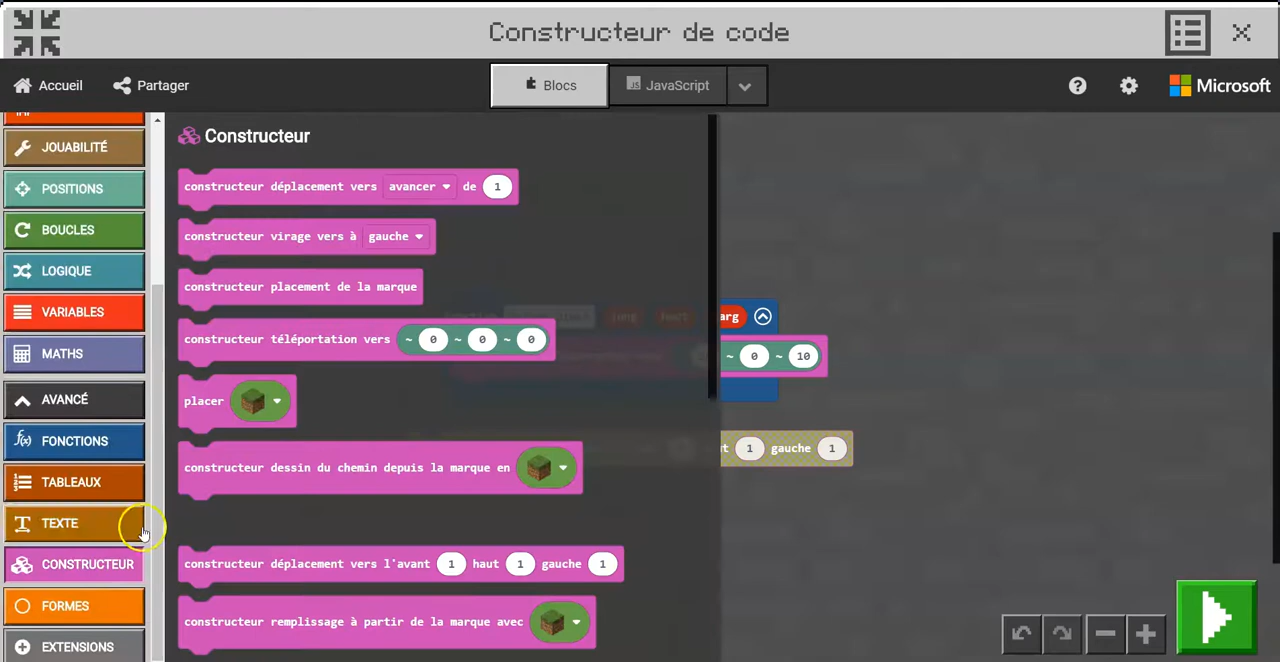 Constructeur de code
Accueil
Partager
Blocs
JS JavaScript
?
Microsoft
JOUABILITÉ
POSITIONS
BOUCLES
LOGIQUE
VARIABLES
MATHS
AVANCÉ
f(x) FONCTIONS
TABLEAUX
T TEXTE
CONSTRUCTEUR
FORMES
EXTENSIONS
Constructeur
constructeur déplacement vers avancer de 1
constructeur virage vers à gauche
constructeur placement de la marque
constructeur téléportation vers ~ 0 ~ 0 ~ 0
placer
constructeur dessin du chemin depuis la marque en
constructeur déplacement vers l'avant 1 haut 1 gauche 1
constructeur remplissage à partir de la marque avec
long haut arg
~ 0 ~ 10
t 1 gauche 1